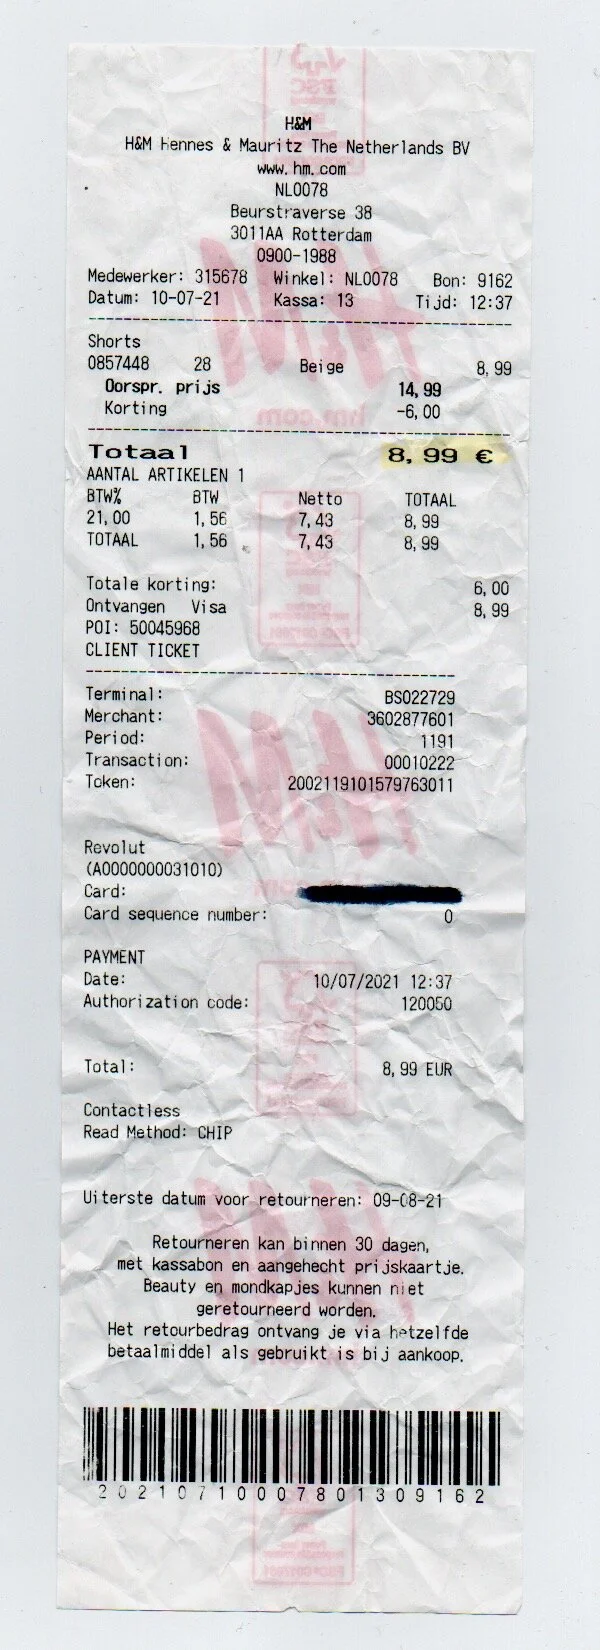 H&M
H&M Hennes & Mauritz The Netherlands BV
www.hm.com
NL0078
Beurstraverse 38
3011AA Rotterdam
0900-1988
Medewerker: 315678 Winkel: NL0078 Bon: 9162
Datum: 10-07-21 Kassa: 13 Tijd: 12:37
Shorts
0857448 28 Beige 8,99
Oorspr. prijs 14,99
Korting -6,00
Totaal 8,99 €
AANTAL ARTIKELEN 1
BTW% BTW Netto TOTAAL
21,00 1,56 7,43 8,99
TOTAAL 1,56 7,43 8,99
Totale korting: 6,00
Ontvangen Visa 8,99
POI: 50045968
CLIENT TICKET
Terminal: BS022729
Merchant: 3602877601
Period: 1191
Transaction: 00010222
Token: 2002119101579763011
Revolut
(A0000000031010)
Card:
Card sequence number: 0
PAYMENT
Date: 10/07/2021 12:37
Authorization code: 120050
Total: 8,99 EUR
Contactless
Read Method: CHIP
Uiterste datum voor retourneren: 09-08-21
Retourneren kan binnen 30 dagen,
met kassabon en aangehecht prijskaartje.
Beauty en mondkapjes kunnen niet
geretourneerd worden.
Het retourbedrag ontvang je via hetzelfde
betaalmiddel als gebruikt is bij aankoop.
20210710007801309162